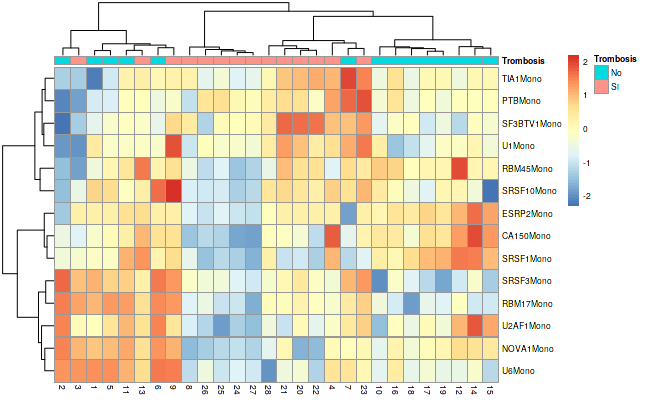 Trombosis
TIA1Mono
PTBMono
SF3BTV1Mono
U1Mono
RBM45Mono
SRSF10Mono
ESRP2Mono
CA150Mono
SRSF1Mono
SRSF3Mono
RBM17Mono
U2AF1Mono
NOVA1Mono
U6Mono
2 3 1 5 11 13 6 9 8 26 25 24 27 28 21 20 22 4 7 23 10 16 18 17 19 12 14 15
2
1
0
-1
-2
Trombosis
No
SI